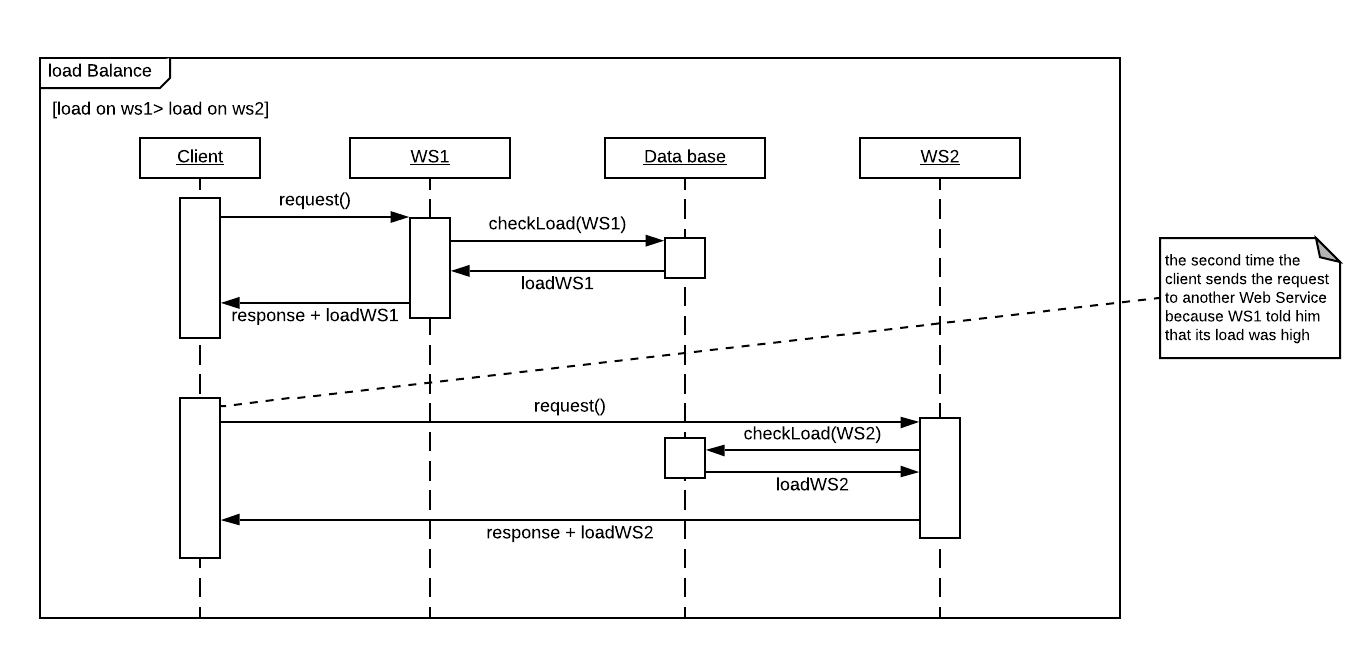 load Balance
[load on ws1> load on ws2]
Client
WS1
Data base
WS2
request()
checkLoad(WS1)
loadWS1
response + loadWS1
the second time the
client sends the request
to another Web Service
because WS1 told him
that its load was high
request()
checkLoad(WS2)
loadWS2
response + loadWS2